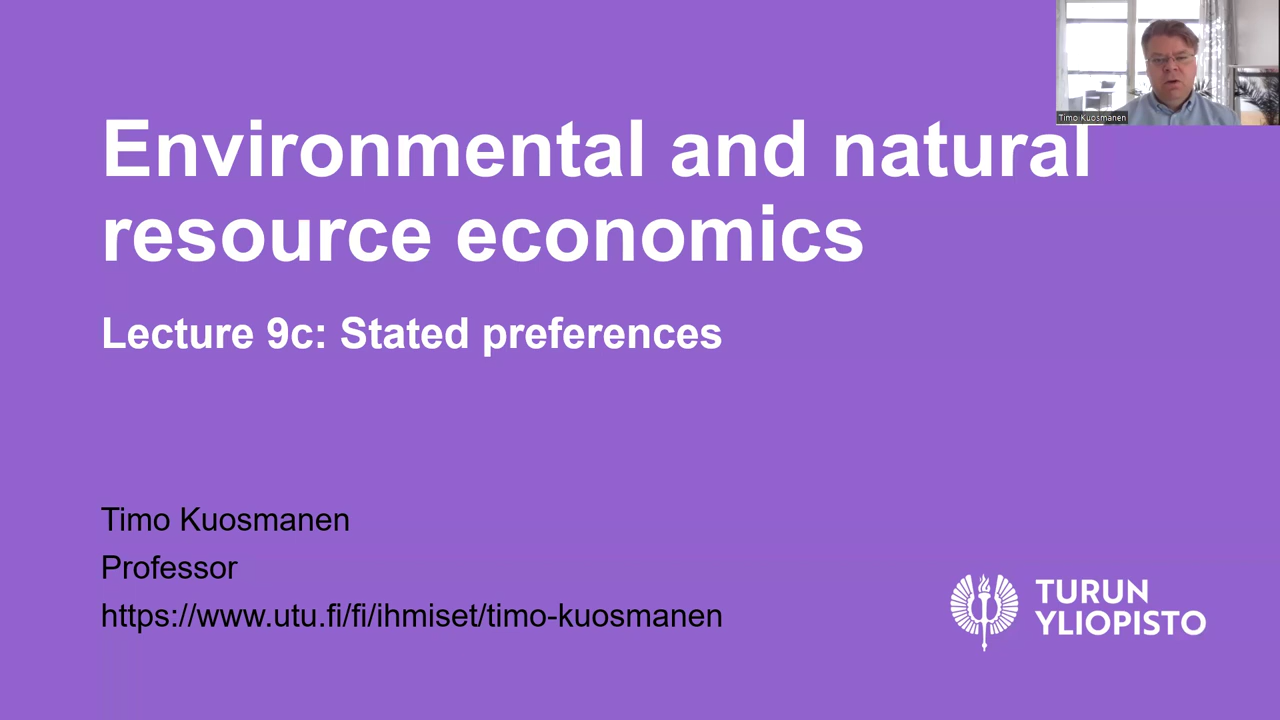 Timo Kuosmanen
Environmental and natural
resource economics
Lecture 9c: Stated preferences
Timo Kuosmanen
Professor
https://www.utu.fi/fi/ihmiset/timo-kuosmanen
TURUN
YLIOPISTO